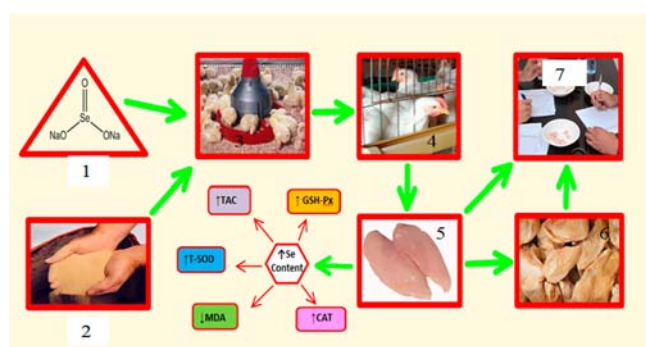 O
Se
NaO
ONa
1
2
4
5
6
7
↑TAC
↑ GSH-Px
↑T-SOD
↑Se
Content
↓MDA
↑CAT